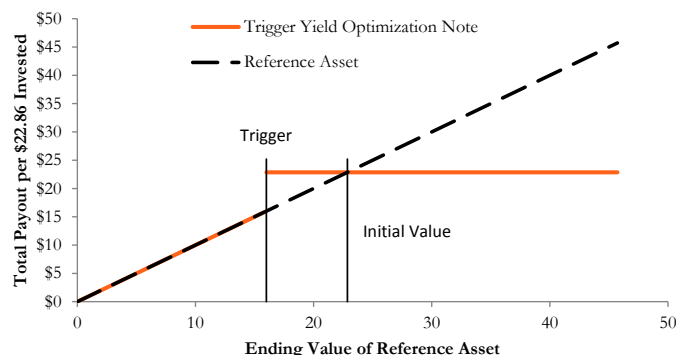 $50
$45
$40
$35
$30
$25
$20
$15
$10
$5
$0
Total Payout per $22.86 Invested
Trigger Yield Optimization Note
Reference Asset
Trigger
Initial Value
0
10
20
30
40
50
Ending Value of Reference Asset